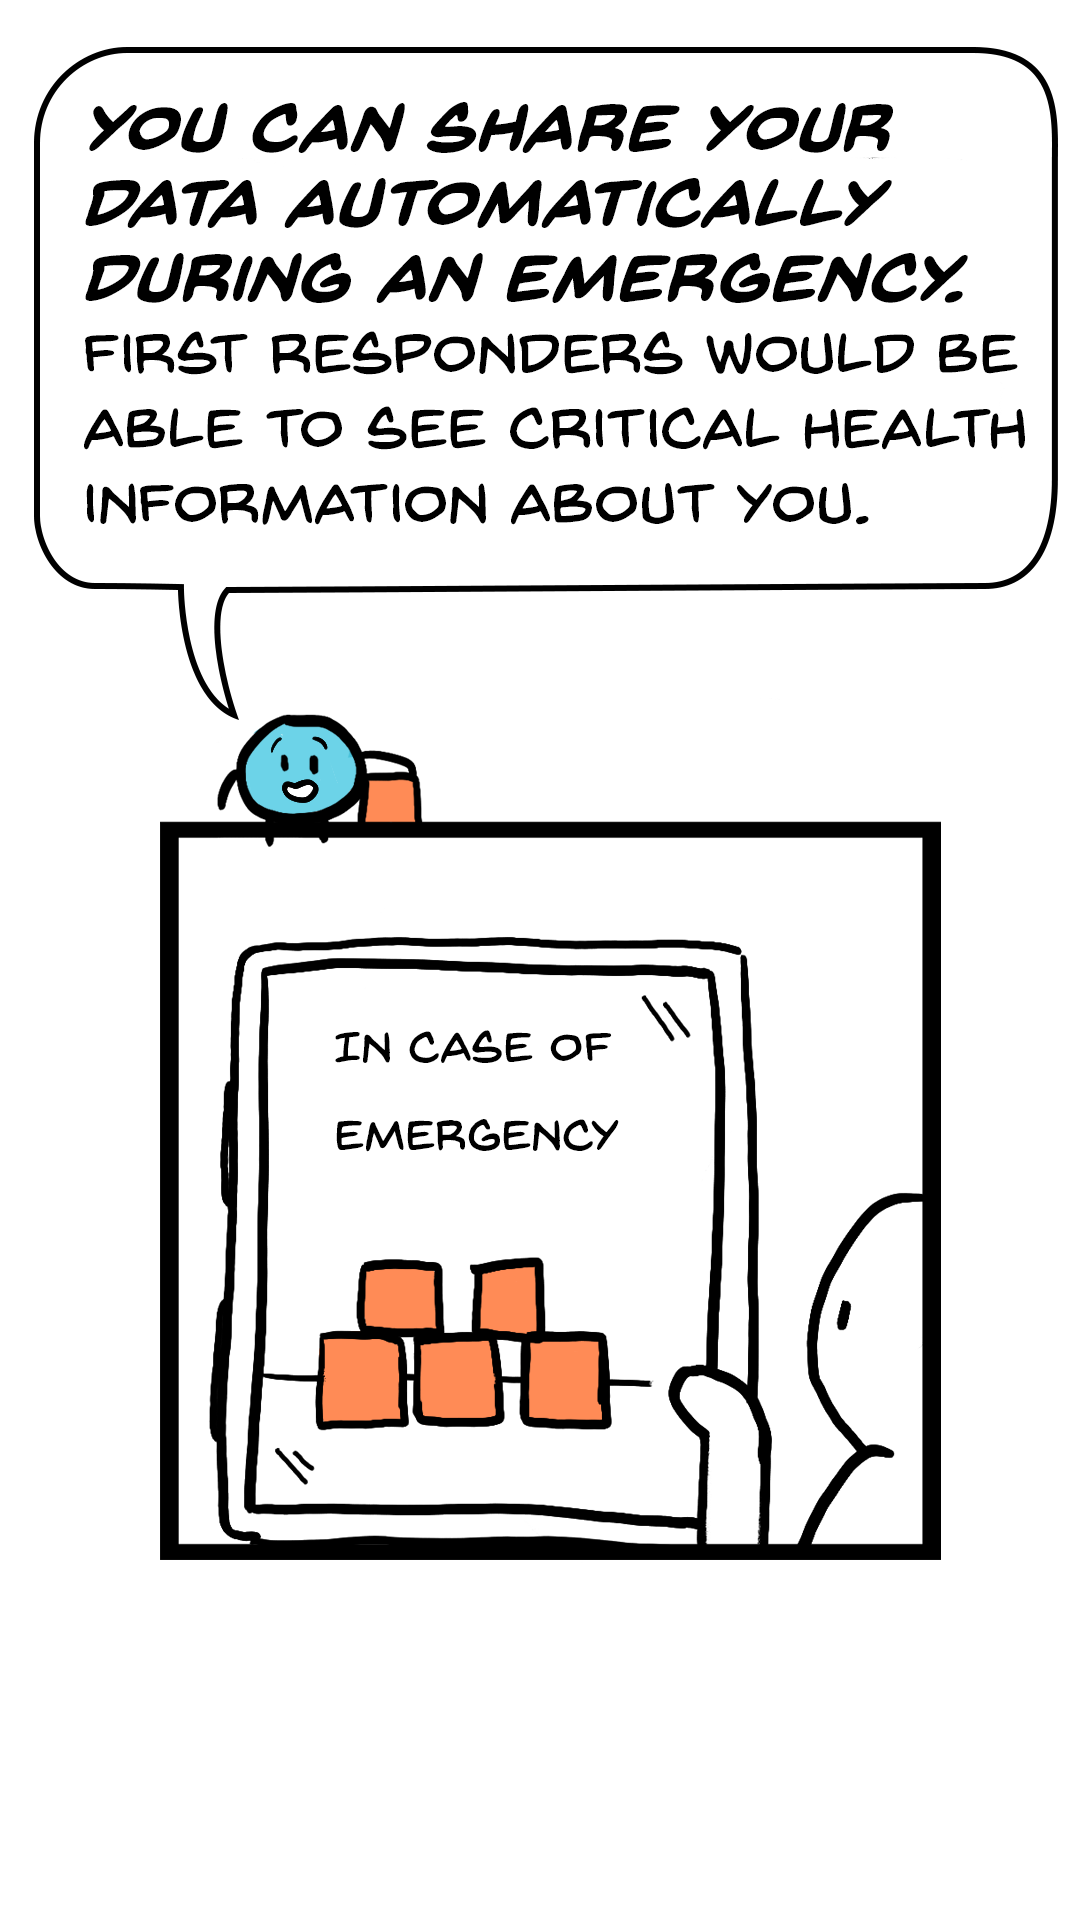 YOU CAN SHARE YOUR
DATA AUTOMATICALLY
DURING AN EMERGENCY.
FIRST RESPONDERS WOULD BE
ABLE TO SEE CRITICAL HEALTH
INFORMATION ABOUT YOU.
IN CASE OF
EMERGENCY